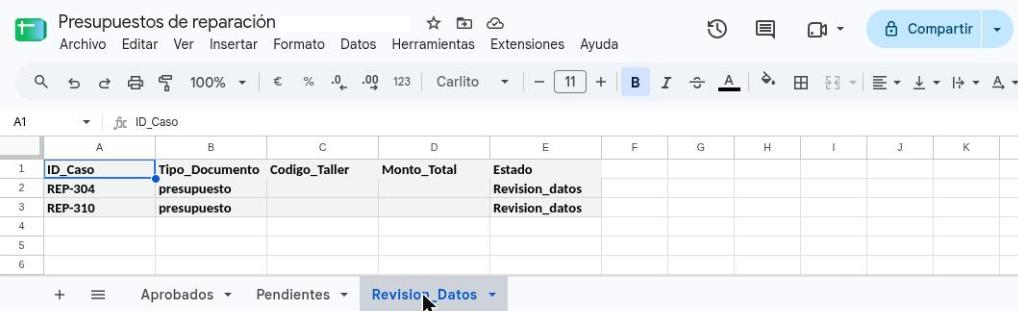 Presupuestos de reparación
Archivo Editar Ver Insertar Formato Datos Herramientas Extensiones Ayuda
Compartir
100% € % .0 .00 123 Carlito 11 B I S A A
A1 fx ID_Caso
A B C D E F G H I J K
1 ID_Caso Tipo_Documento Codigo_Taller Monto_Total Estado
2 REP-304 presupuesto Revision_datos
3 REP-310 presupuesto Revision_datos
4
5
6
Aprobados Pendientes Revision_Datos